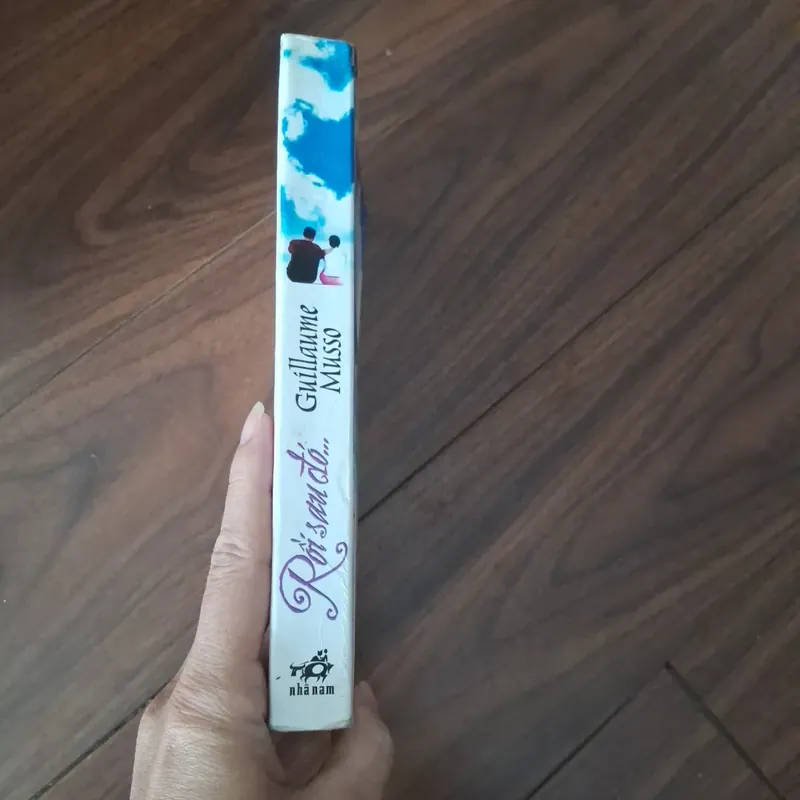 Guillaume
Musso
Rồi sau đó...
nhã nam